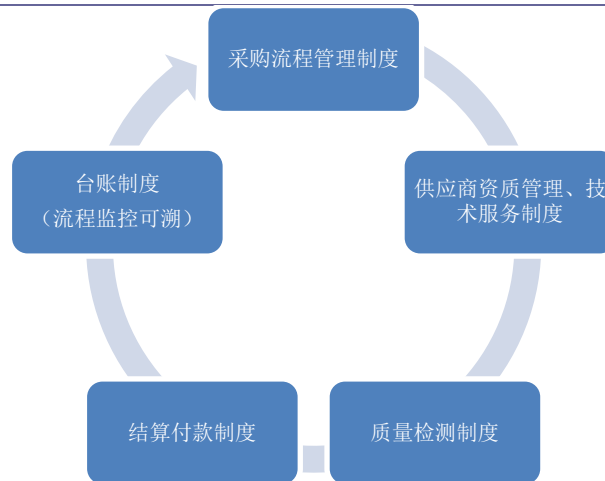 采购流程管理制度
供应商资质管理、技
术服务制度
质量检测制度
结算付款制度
台账制度
（流程监控可溯）